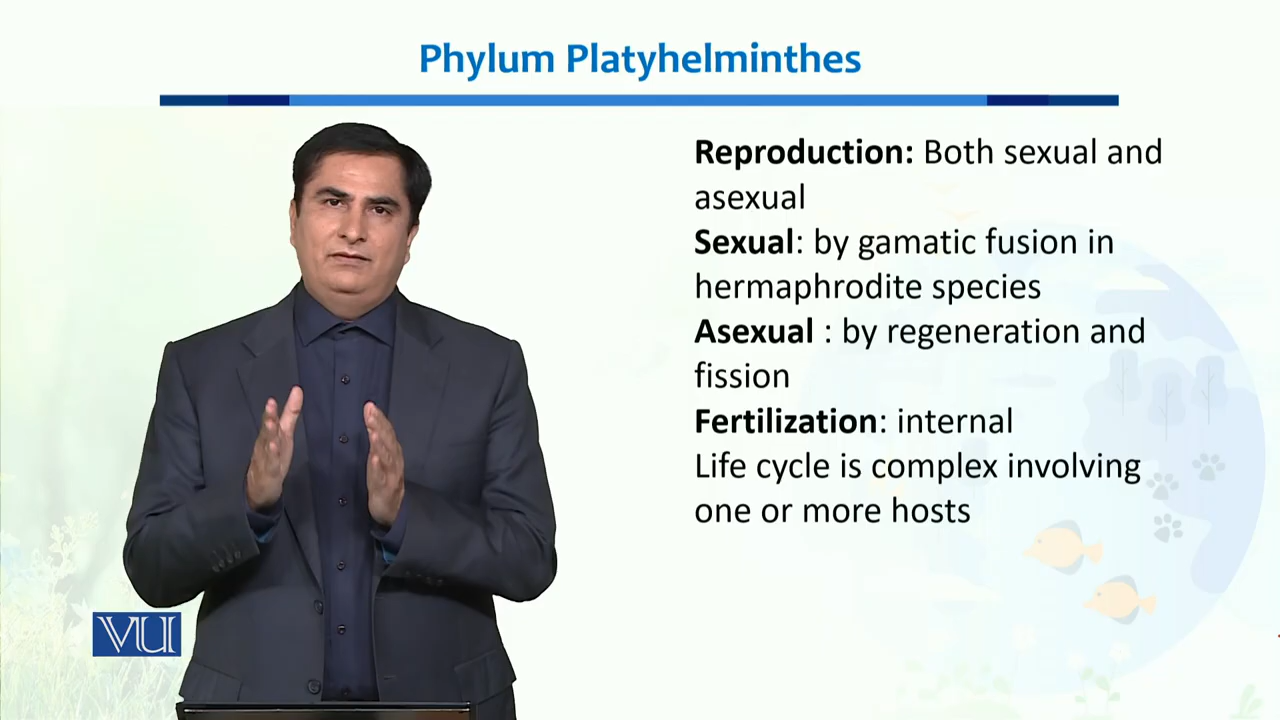 Phylum Platyhelminthes
Reproduction: Both sexual and
asexual
Sexual: by gamatic fusion in
hermaphrodite species
Asexual : by regeneration and
fission
Fertilization: internal
Life cycle is complex involving
one or more hosts
VU